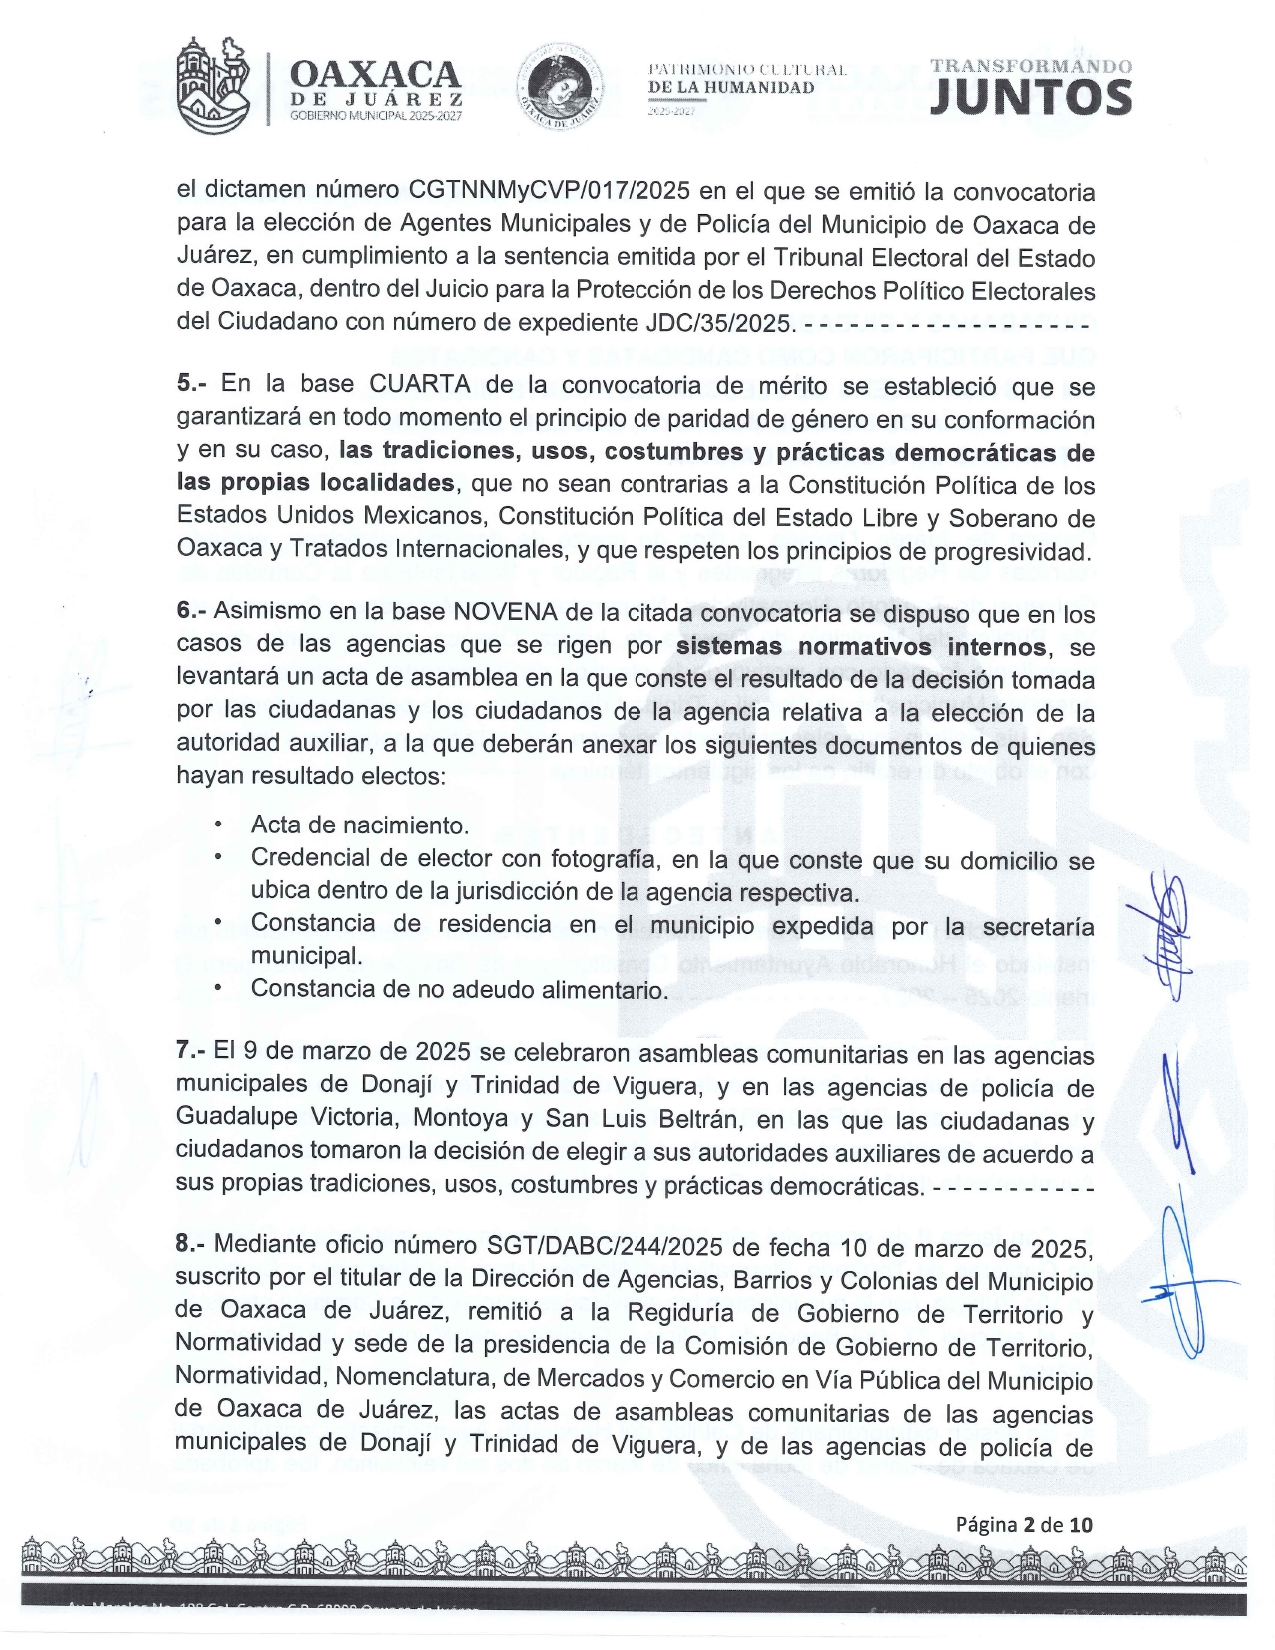 OAXACA
DE JUÁREZ
GOBIERNO MUNICIPAL 2025-2027
OAXACA DE JUÁREZ
PATRIMONIO CULTURAL
DE LA HUMANIDAD
2025-2027
TRANSFORMANDO
JUNTOS
el dictamen número CGTNNMyCVP/017/2025 en el que se emitió la convocatoria
para la elección de Agentes Municipales y de Policía del Municipio de Oaxaca de
Juárez, en cumplimiento a la sentencia emitida por el Tribunal Electoral del Estado
de Oaxaca, dentro del Juicio para la Protección de los Derechos Político Electorales
del Ciudadano con número de expediente JDC/35/2025. - - - - - - - - - - - - - - - - - - -
5.- En la base CUARTA de la convocatoria de mérito se estableció que se
garantizará en todo momento el principio de paridad de género en su conformación
y en su caso, las tradiciones, usos, costumbres y prácticas democráticas de
las propias localidades, que no sean contrarias a la Constitución Política de los
Estados Unidos Mexicanos, Constitución Política del Estado Libre y Soberano de
Oaxaca y Tratados Internacionales, y que respeten los principios de progresividad.
6.- Asimismo en la base NOVENA de la citada convocatoria se dispuso que en los
casos de las agencias que se rigen por sistemas normativos internos, se
levantará un acta de asamblea en la que conste el resultado de la decisión tomada
por las ciudadanas y los ciudadanos de la agencia relativa a la elección de la
autoridad auxiliar, a la que deberán anexar los siguientes documentos de quienes
hayan resultado electos:
• Acta de nacimiento.
• Credencial de elector con fotografía, en la que conste que su domicilio se
ubica dentro de la jurisdicción de la agencia respectiva.
• Constancia de residencia en el municipio expedida por la secretaría
municipal.
• Constancia de no adeudo alimentario.
7.- El 9 de marzo de 2025 se celebraron asambleas comunitarias en las agencias
municipales de Donají y Trinidad de Viguera, y en las agencias de policía de
Guadalupe Victoria, Montoya y San Luis Beltrán, en las que las ciudadanas y
ciudadanos tomaron la decisión de elegir a sus autoridades auxiliares de acuerdo a
sus propias tradiciones, usos, costumbres y prácticas democráticas. - - - - - - - - - - -
8.- Mediante oficio número SGT/DABC/244/2025 de fecha 10 de marzo de 2025,
suscrito por el titular de la Dirección de Agencias, Barrios y Colonias del Municipio
de Oaxaca de Juárez, remitió a la Regiduría de Gobierno de Territorio y
Normatividad y sede de la presidencia de la Comisión de Gobierno de Territorio,
Normatividad, Nomenclatura, de Mercados y Comercio en Vía Pública del Municipio
de Oaxaca de Juárez, las actas de asambleas comunitarias de las agencias
municipales de Donají y Trinidad de Viguera, y de las agencias de policía de
Página 2 de 10